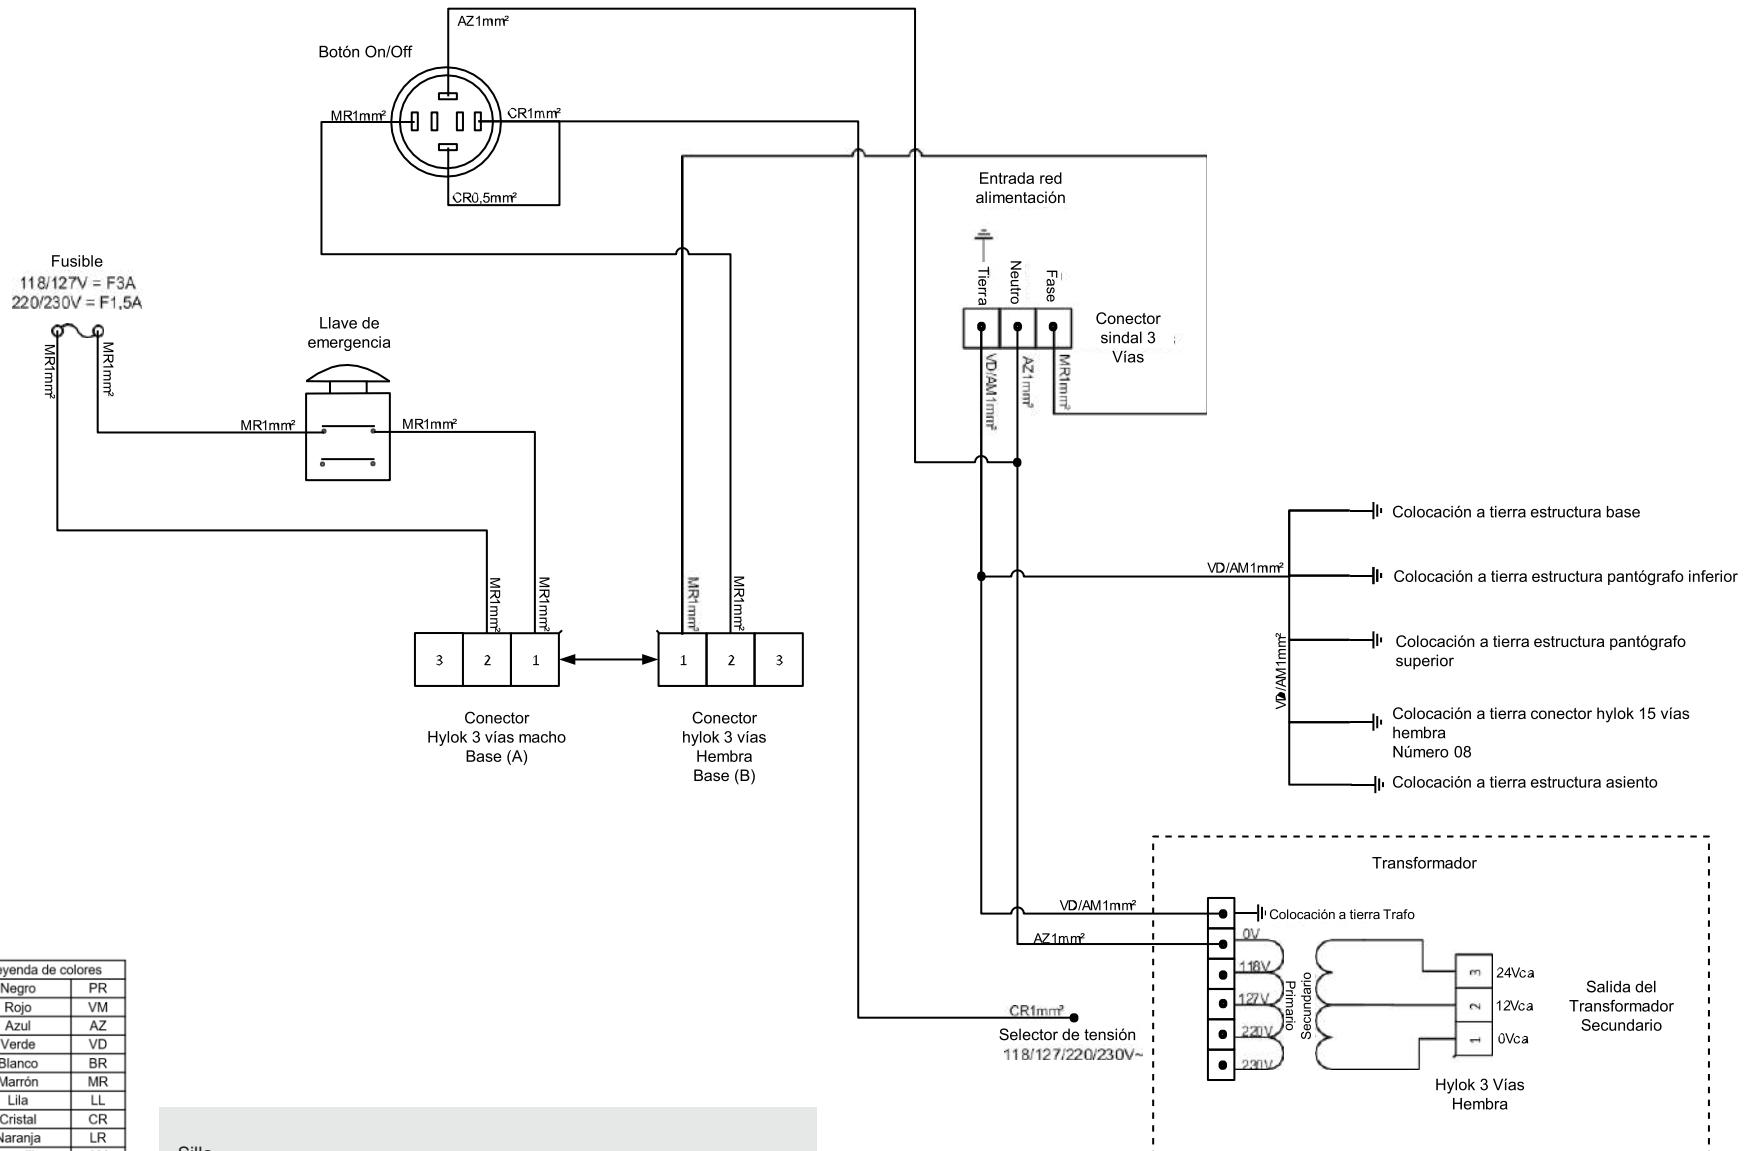 AZ1mm²
Botón On/Off
MR1mm²
CR1mm²
CR0,5mm²
Entrada red
alimentación
Tierra
Neutro
Fase
Conector
sindal 3
Vías
VD/AM1mm²
AZ1mm²
MR1mm²
Fusible
118/127V = F3A
220/230V = F1,5A
MR1mm²
MR1mm²
Llave de
emergencia
MR1mm²
MR1mm²
MR1mm²
MR1mm²
MR1mm²
MR1mm²
3
2
1
1
2
3
Conector
Hylok 3 vías macho
Base (A)
Conector
hylok 3 vías
Hembra
Base (B)
VD/AM1mm²
VD/AM1mm²
Colocación a tierra estructura base
Colocación a tierra estructura pantógrafo inferior
Colocación a tierra estructura pantógrafo
superior
Colocación a tierra conector hylok 15 vías
hembra
Número 08
Colocación a tierra estructura asiento
Transformador
VD/AM1mm²
Colocación a tierra Trafo
AZ1mm²
0V
118V
127V
220V
230V
Primario
Secundario
3
2
1
24Vca
12Vca
0Vca
Salida del
Transformador
Secundario
Hylok 3 Vías
Hembra
CR1mm²
Selector de tensión
118/127/220/230V~
eyenda de colores
Negro PR
Rojo VM
Azul AZ
Verde VD
Blanco BR
Marrón MR
Lila LL
Cristal CR
Naranja LR